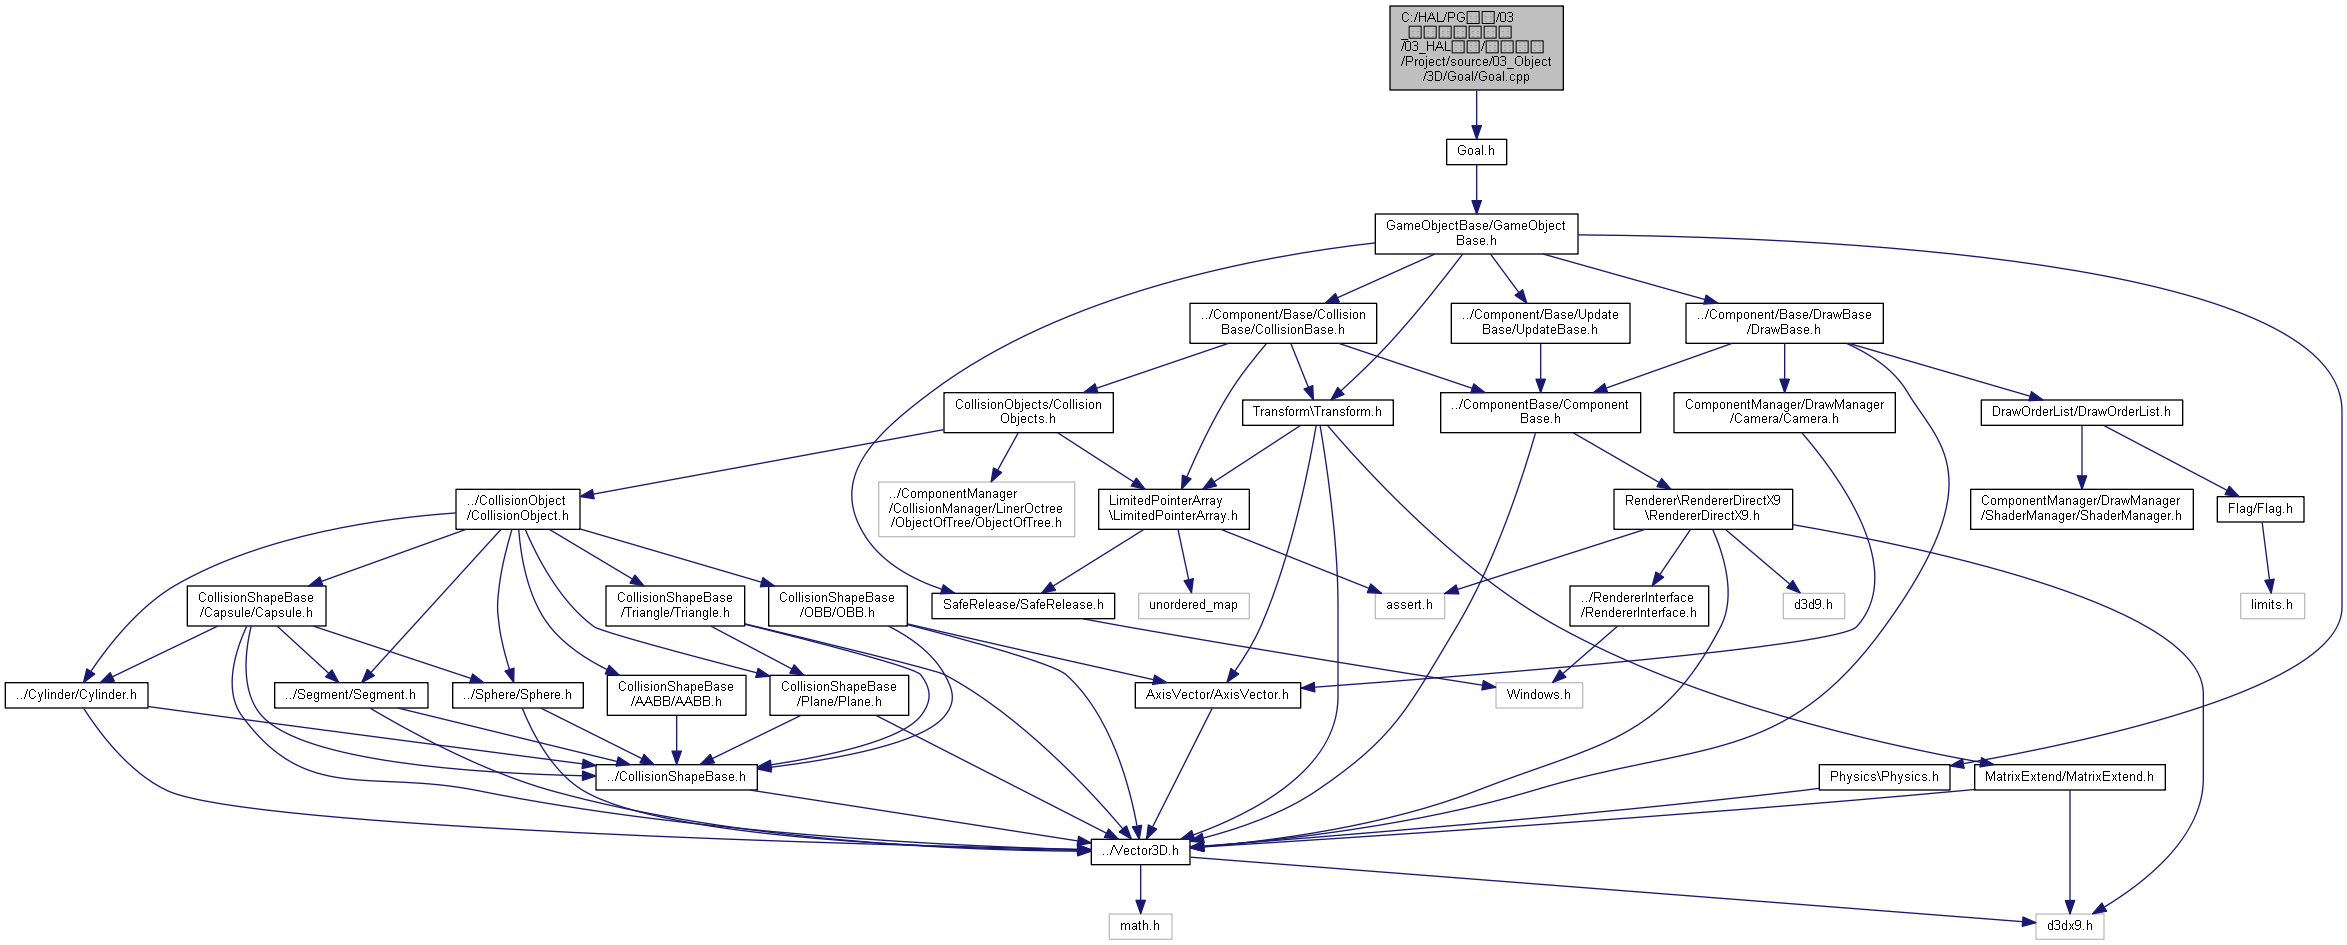 C:/HAL/PG□□/03
_□□□□□□□
/03_HAL□□/□□□□
/Project/source/03_Object
/3D/Goal/Goal.cpp
Goal.h
GameObjectBase/GameObject
Base.h
../Component/Base/Collision
Base/CollisionBase.h
../Component/Base/Update
Base/UpdateBase.h
../Component/Base/DrawBase
/DrawBase.h
CollisionObjects/Collision
Objects.h
Transform\Transform.h
../ComponentBase/Component
Base.h
ComponentManager/DrawManager
/Camera/Camera.h
DrawOrderList/DrawOrderList.h
../CollisionObject
/CollisionObject.h
../ComponentManager
/CollisionManager/LinerOctree
/ObjectOfTree/ObjectOfTree.h
LimitedPointerArray
\LimitedPointerArray.h
Renderer\RendererDirectX9
\RendererDirectX9.h
ComponentManager/DrawManager
/ShaderManager/ShaderManager.h
Flag/Flag.h
CollisionShapeBase
/Capsule/Capsule.h
CollisionShapeBase
/Triangle/Triangle.h
CollisionShapeBase
/OBB/OBB.h
SafeRelease/SafeRelease.h
unordered_map
assert.h
../RendererInterface
/RendererInterface.h
d3d9.h
limits.h
../Cylinder/Cylinder.h
../Segment/Segment.h
../Sphere/Sphere.h
CollisionShapeBase
/AABB/AABB.h
CollisionShapeBase
/Plane/Plane.h
AxisVector/AxisVector.h
Windows.h
../CollisionShapeBase.h
Physics\Physics.h
MatrixExtend/MatrixExtend.h
../Vector3D.h
math.h
d3dx9.h